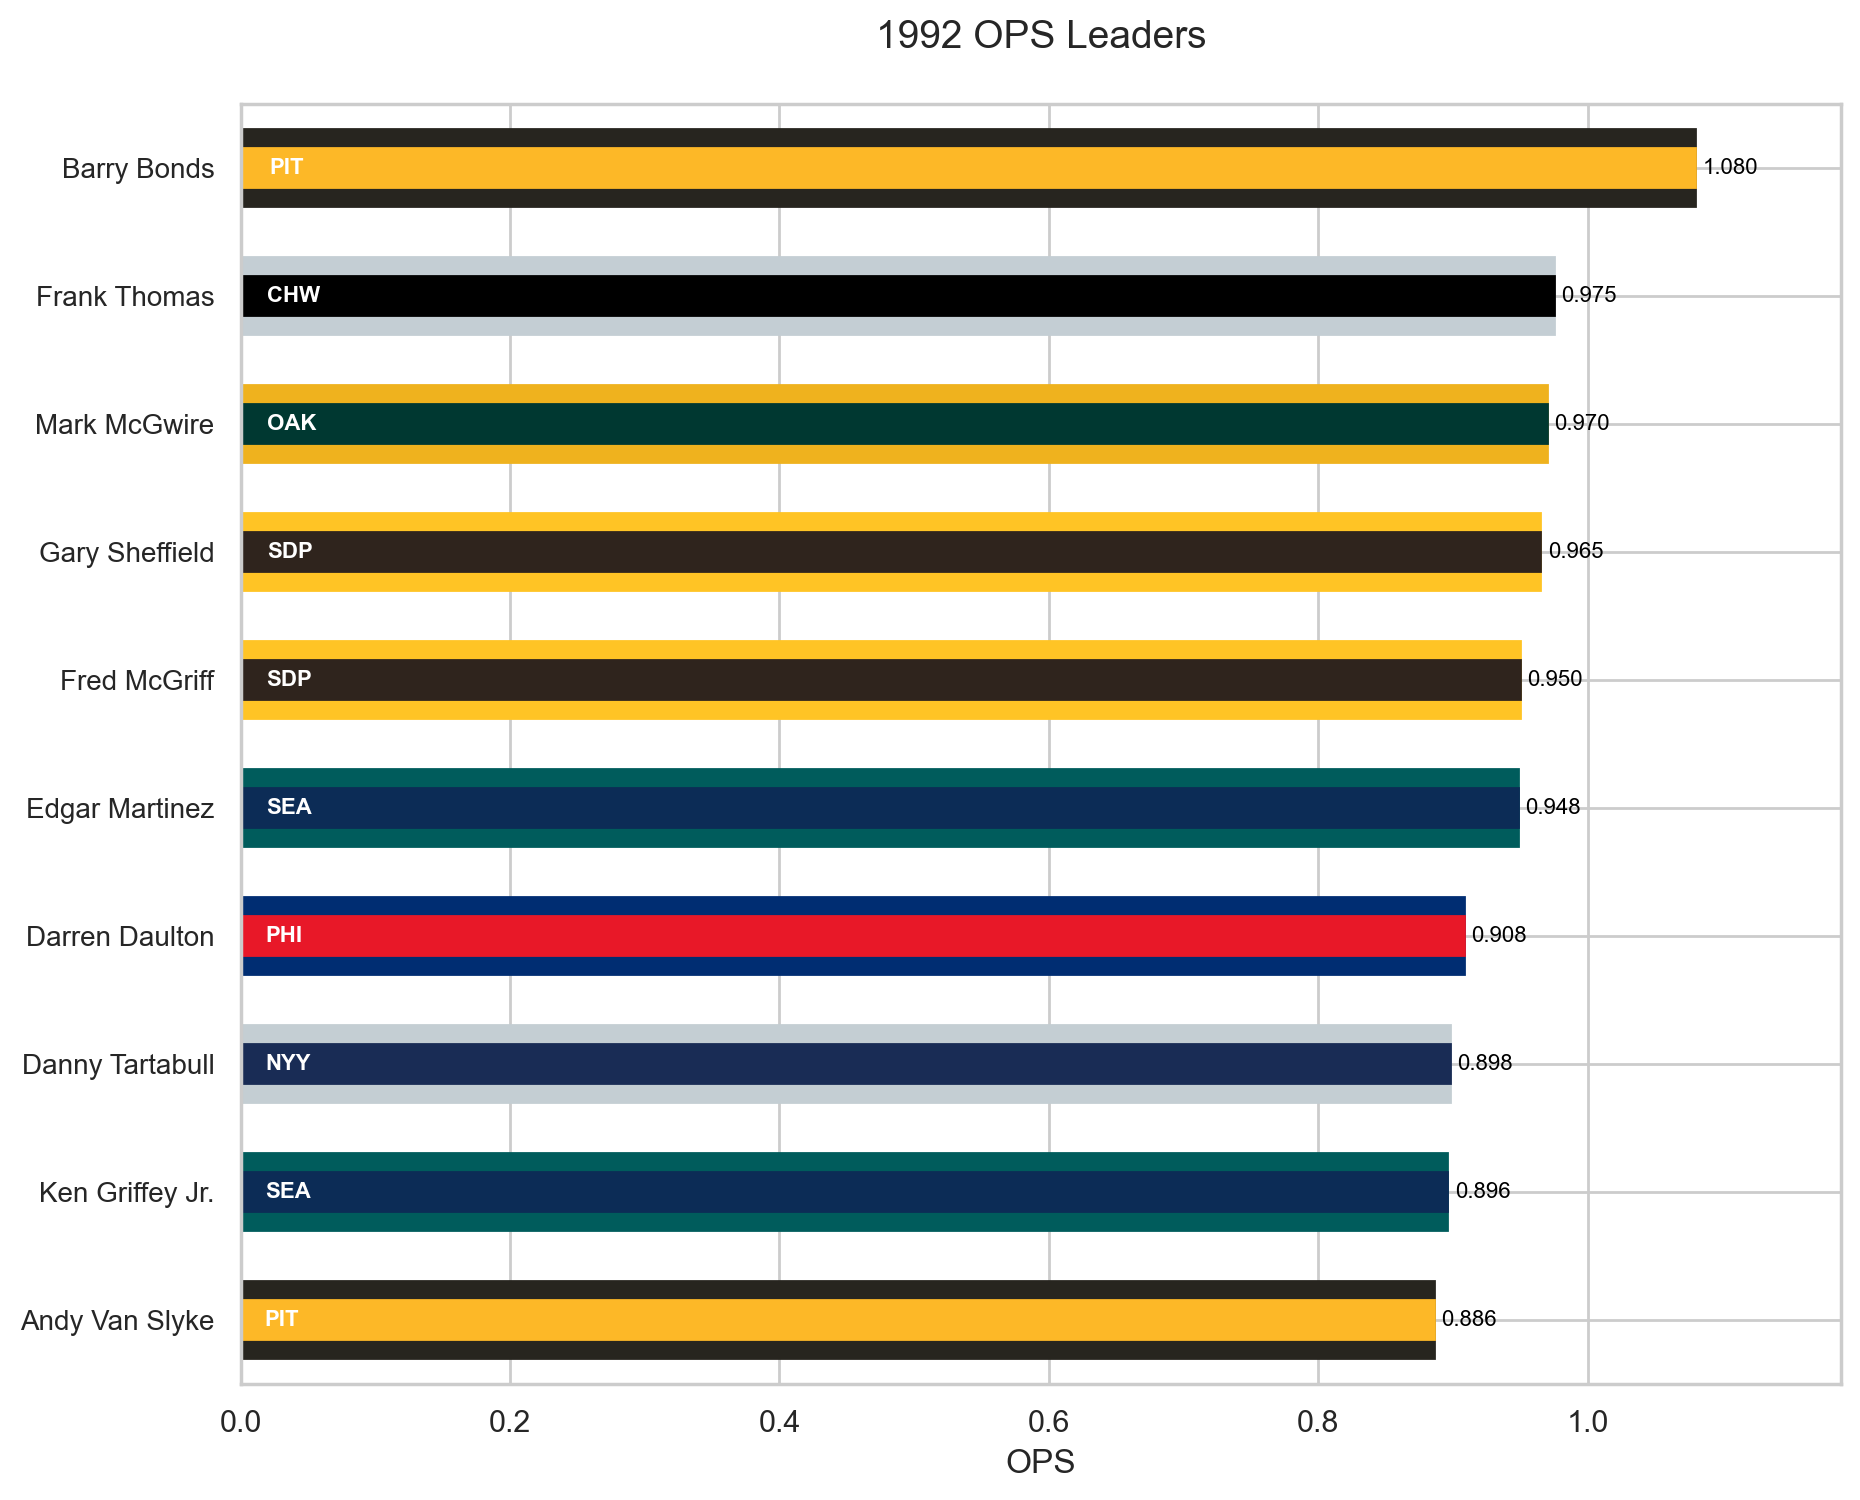 1992 OPS Leaders
Barry Bonds PIT 1.080
Frank Thomas CHW 0.975
Mark McGwire OAK 0.970
Gary Sheffield SDP 0.965
Fred McGriff SDP 0.950
Edgar Martinez SEA 0.948
Darren Daulton PHI 0.908
Danny Tartabull NYY 0.898
Ken Griffey Jr. SEA 0.896
Andy Van Slyke PIT 0.886
0.0 0.2 0.4 0.6 0.8 1.0
OPS